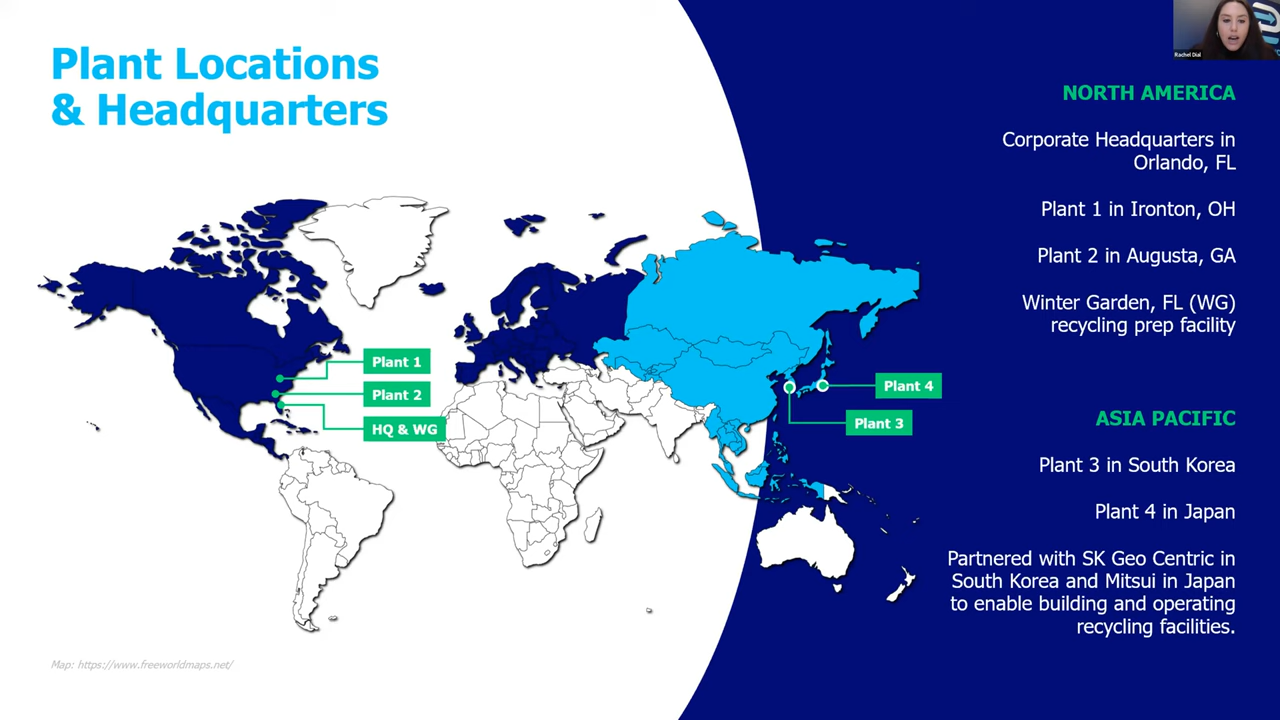 Plant Locations
& Headquarters
Rachel Dial
NORTH AMERICA
Corporate Headquarters in
Orlando, FL
Plant 1 in Ironton, OH
Plant 2 in Augusta, GA
Winter Garden, FL (WG)
recycling prep facility
Plant 1
Plant 2
HQ & WG
Plant 4
Plant 3
ASIA PACIFIC
Plant 3 in South Korea
Plant 4 in Japan
Partnered with SK Geo Centric in
South Korea and Mitsui in Japan
to enable building and operating
recycling facilities.
Map: https://www.freeworldmaps.net/